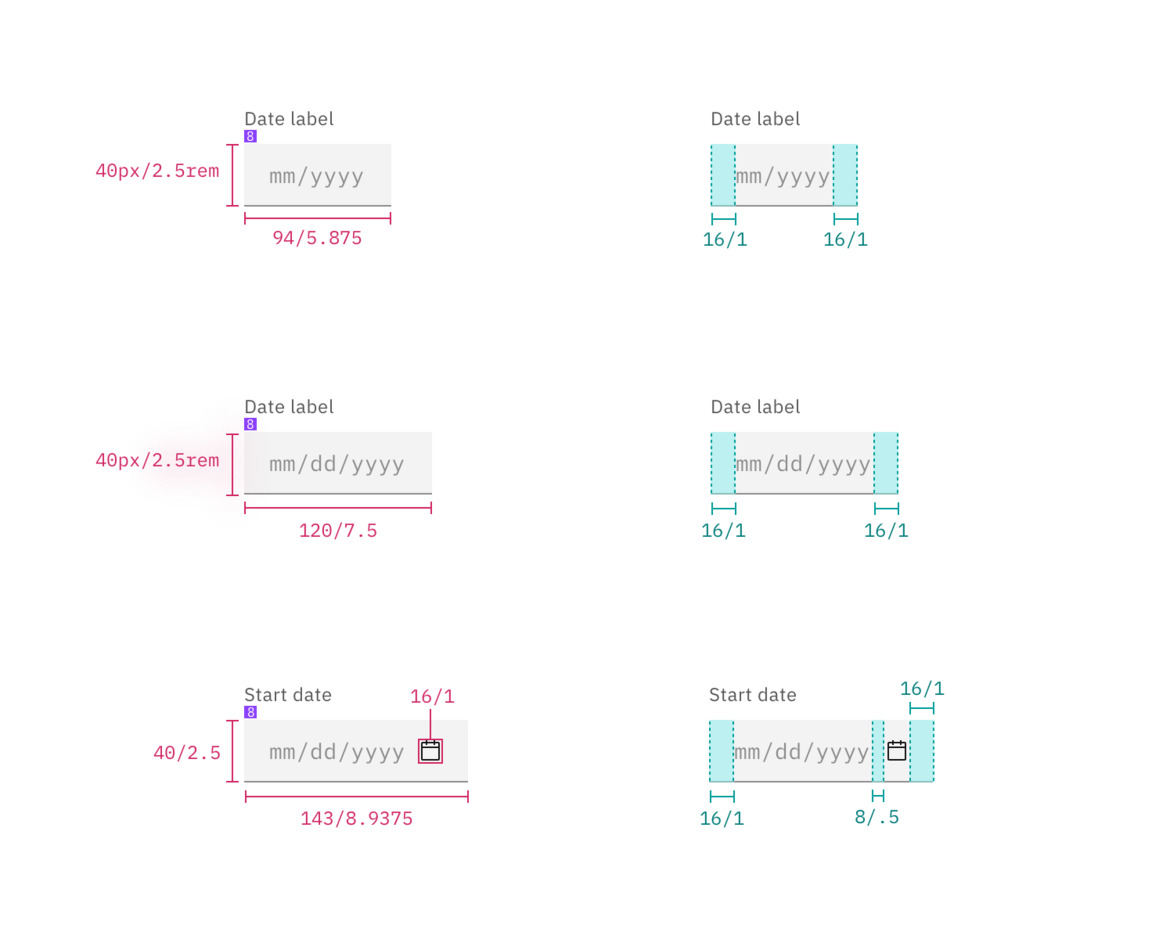 Date label
8
40px/2.5rem
mm/yyyy
94/5.875
Date label
mm/yyyy
16/1
16/1
Date label
8
40px/2.5rem
mm/dd/yyyy
120/7.5
Date label
mm/dd/yyyy
16/1
16/1
Start date
16/1
8
40/2.5
mm/dd/yyyy
143/8.9375
Start date
16/1
mm/dd/yyyy
16/1
8/.5